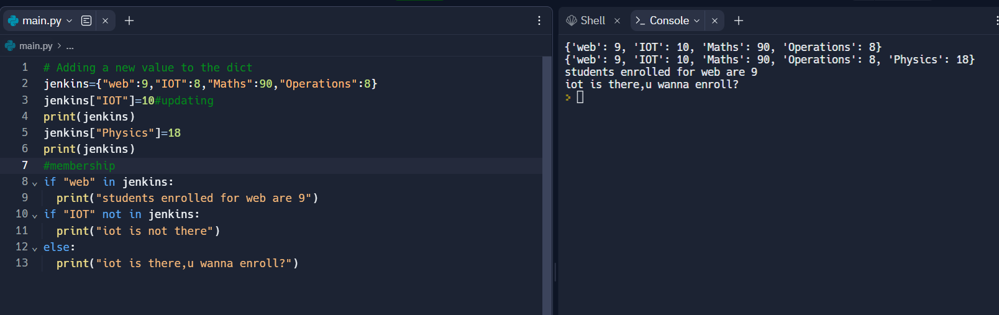 main.py
main.py > ...
1 # Adding a new value to the dict
2 jenkins={"web":9,"IOT":8,"Maths":90,"Operations":8}
3 jenkins["IOT"]=10#updating
4 print(jenkins)
5 jenkins["Physics"]=18
6 print(jenkins)
7 #membership
8 if "web" in jenkins:
9   print("students enrolled for web are 9")
10 if "IOT" not in jenkins:
11   print("iot is not there")
12 else:
13   print("iot is there,u wanna enroll?")
Shell
Console
{'web': 9, 'IOT': 10, 'Maths': 90, 'Operations': 8}
{'web': 9, 'IOT': 10, 'Maths': 90, 'Operations': 8, 'Physics': 18}
students enrolled for web are 9
iot is there,u wanna enroll?